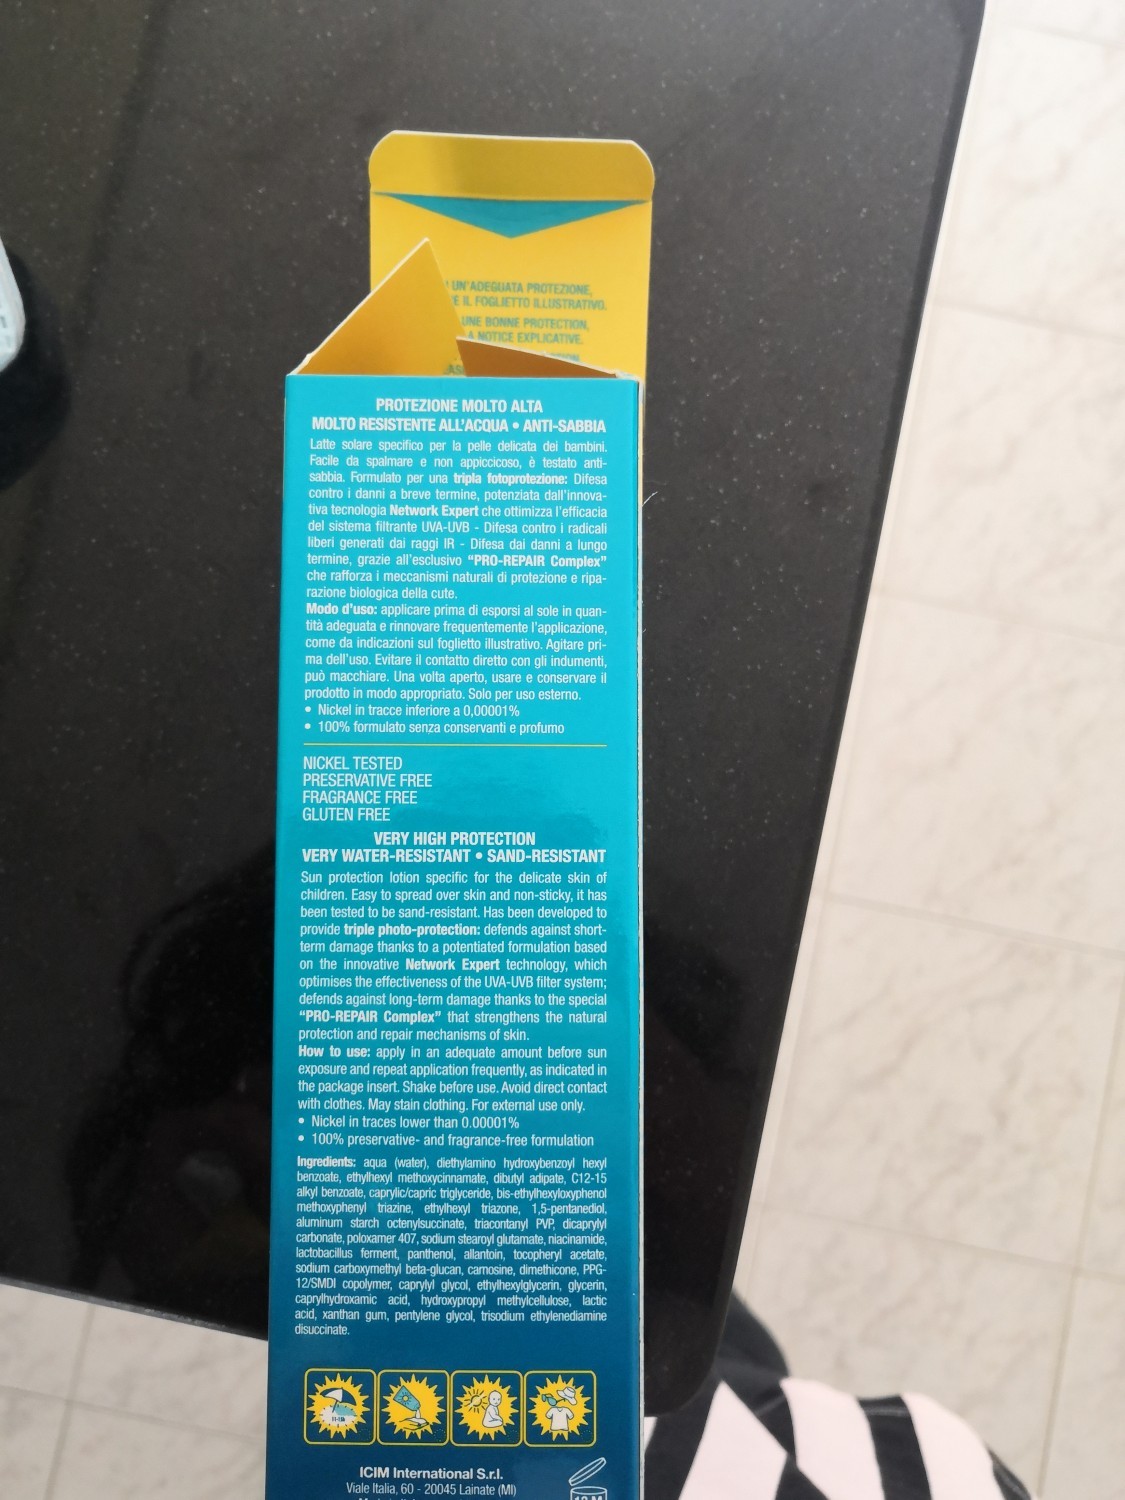 UN'ADEGUATA PROTEZIONE,
IL FOGLIETTO ILLUSTRATIVO.
UNE BONNE PROTECTION,
NOTICE EXPLICATIVE.
PROTEZIONE MOLTO ALTA
MOLTO RESISTENTE ALL'ACQUA • ANTI-SABBIA
Latte solare specifico per la pelle delicata dei bambini.
Facile da spalmare e non appiccicoso, è testato anti-
sabbia. Formulato per una tripla fotoprotezione: Difesa
contro i danni a breve termine, potenziata dall'innova-
tiva tecnologia Network Expert che ottimizza l'efficacia
del sistema filtrante UVA-UVB - Difesa contro i radicali
liberi generati dai raggi IR - Difesa dai danni a lungo
termine, grazie all'esclusivo “PRO-REPAIR Complex”
che rafforza i meccanismi naturali di protezione e ripa-
razione biologica della cute.
Modo d'uso: applicare prima di esporsi al sole in quan-
tità adeguata e rinnovare frequentemente l'applicazione,
come da indicazioni sul foglietto illustrativo. Agitare pri-
ma dell'uso. Evitare il contatto diretto con gli indumenti,
può macchiare. Una volta aperto, usare e conservare il
prodotto in modo appropriato. Solo per uso esterno.
• Nickel in tracce inferiore a 0,00001%
• 100% formulato senza conservanti e profumo
NICKEL TESTED
PRESERVATIVE FREE
FRAGRANCE FREE
GLUTEN FREE
VERY HIGH PROTECTION
VERY WATER-RESISTANT • SAND-RESISTANT
Sun protection lotion specific for the delicate skin of
children. Easy to spread over skin and non-sticky, it has
been tested to be sand-resistant. Has been developed to
provide triple photo-protection: defends against short-
term damage thanks to a potentiated formulation based
on the innovative Network Expert technology, which
optimises the effectiveness of the UVA-UVB filter system;
defends against long-term damage thanks to the special
“PRO-REPAIR Complex” that strengthens the natural
protection and repair mechanisms of skin.
How to use: apply in an adequate amount before sun
exposure and repeat application frequently, as indicated in
the package insert. Shake before use. Avoid direct contact
with clothes. May stain clothing. For external use only.
• Nickel in traces lower than 0.00001%
• 100% preservative- and fragrance-free formulation
Ingredients: aqua (water), diethylamino hydroxybenzoyl hexyl
benzoate, ethylhexyl methoxycinnamate, dibutyl adipate, C12-15
alkyl benzoate, caprylic/capric triglyceride, bis-ethylhexyloxyphenol
methoxyphenyl triazine, ethylhexyl triazone, 1,5-pentanediol,
aluminum starch octenylsuccinate, triacontanyl PVP, dicaprylyl
carbonate, poloxamer 407, sodium stearoyl glutamate, niacinamide,
lactobacillus ferment, panthenol, allantoin, tocopheryl acetate,
sodium carboxymethyl beta-glucan, carnosine, dimethicone, PPG-
12/SMDI copolymer, caprylyl glycol, ethylhexylglycerin, glycerin,
caprylhydroxamic acid, hydroxypropyl methylcellulose, lactic
acid, xanthan gum, pentylene glycol, trisodium ethylenediamine
disuccinate.
ICIM International S.r.l.
Viale Italia, 60 - 20045 Lainate (MI)
12 M